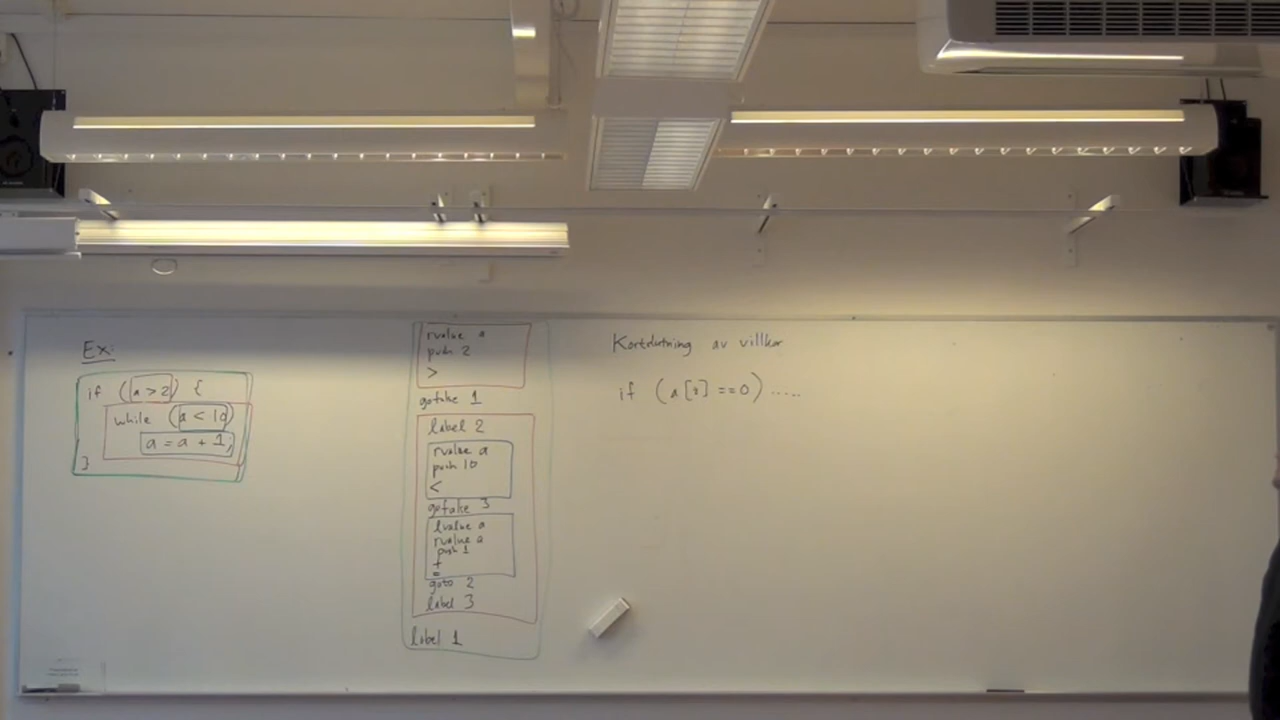 Ex:
if (a > 2) {
while (a < 10)
a = a + 1;
}
rvalue a
push 2
>
gofalse 1
label 2
rvalue a
push 10
<
gofalse 3
lvalue a
rvalue a
push 1
+
=
goto 2
label 3
label 1
Kortslutning av villkor
if (a[i] == 0) .....